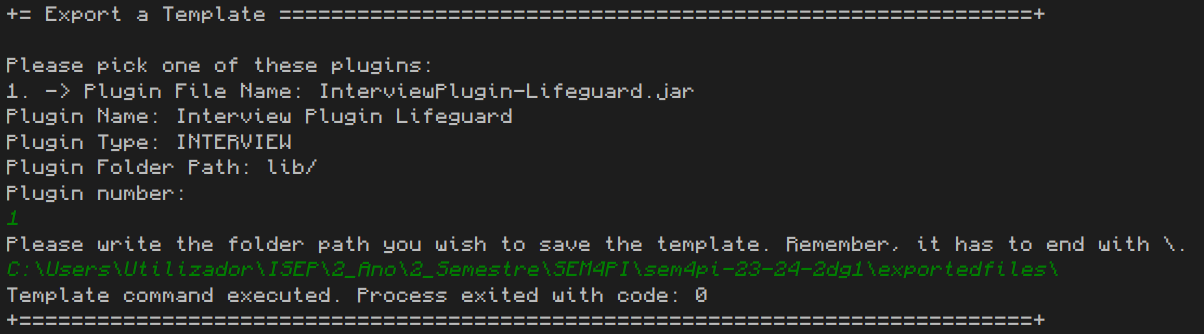 += Export a Template ==========================================================+
Please pick one of these plugins:
1. -> Plugin File Name: InterviewPlugin-Lifeguard.jar
Plugin Name: Interview Plugin Lifeguard
Plugin Type: INTERVIEW
Plugin Folder Path: lib/
Plugin number:
1
Please write the folder path you wish to save the template. Remember, it has to end with \.
C:\Users\Utilizador\ISEP\2_Ano\2_Semestre\SEM4PI\sem4pi-23-24-2dg1\exportedfiles\
Template command executed. Process exited with code: 0
+==============================================================================+